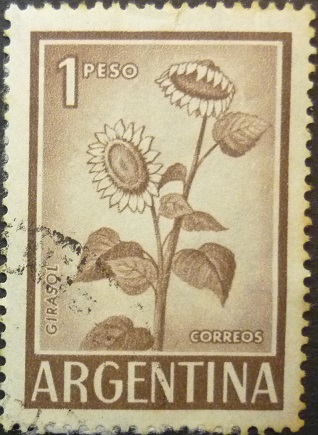 1 PESO
GIRASOL
CORREOS
ARGENTINA